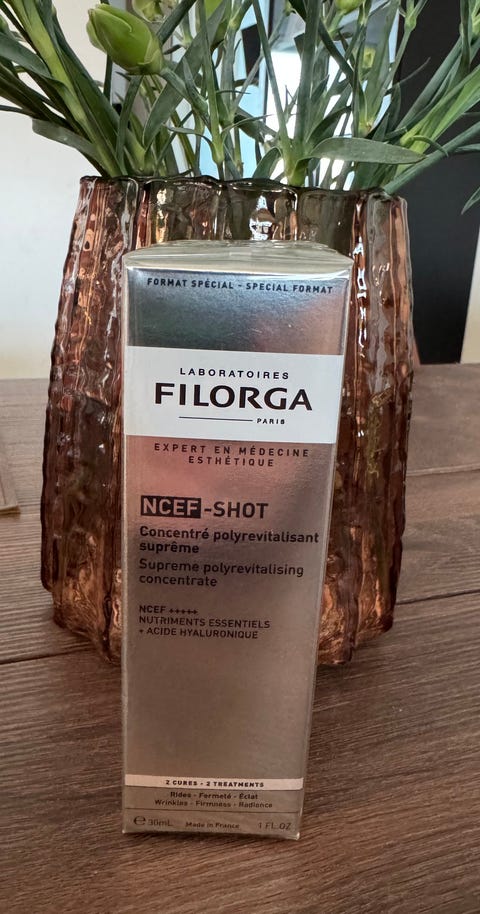 FORMAT SPÉCIAL - SPECIAL FORMAT
LABORATOIRES
FILORGA
PARIS
EXPERT EN MÉDECINE
ESTHÉTIQUE
NCEF-SHOT
Concentré polyrevitalisant
suprême
Supreme polyrevitalising
concentrate
NCEF +++++
NUTRIMENTS ESSENTIELS
+ ACIDE HYALURONIQUE
2 CURES - 2 TREATMENTS
Rides - Fermeté - Éclat
Wrinkles - Firmness - Radiance
℮ 30mL Made in France 1 FL.OZ